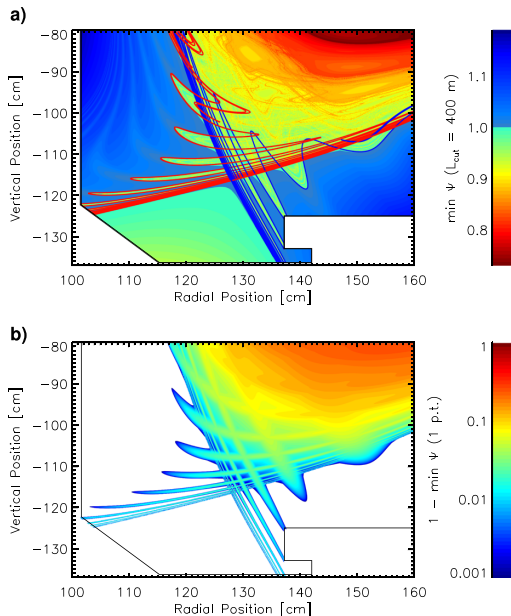 a)
-80
-90
-100
-110
-120
-130
Vertical Position [cm]
100 110 120 130 140 150 160
Radial Position [cm]
1.1
1.0
0.9
0.8
min Ψ (Lcut = 400 m)
b)
-80
-90
-100
-110
-120
-130
Vertical Position [cm]
100 110 120 130 140 150 160
Radial Position [cm]
1
0.1
0.01
0.001
1 - min Ψ (1 p.t.)